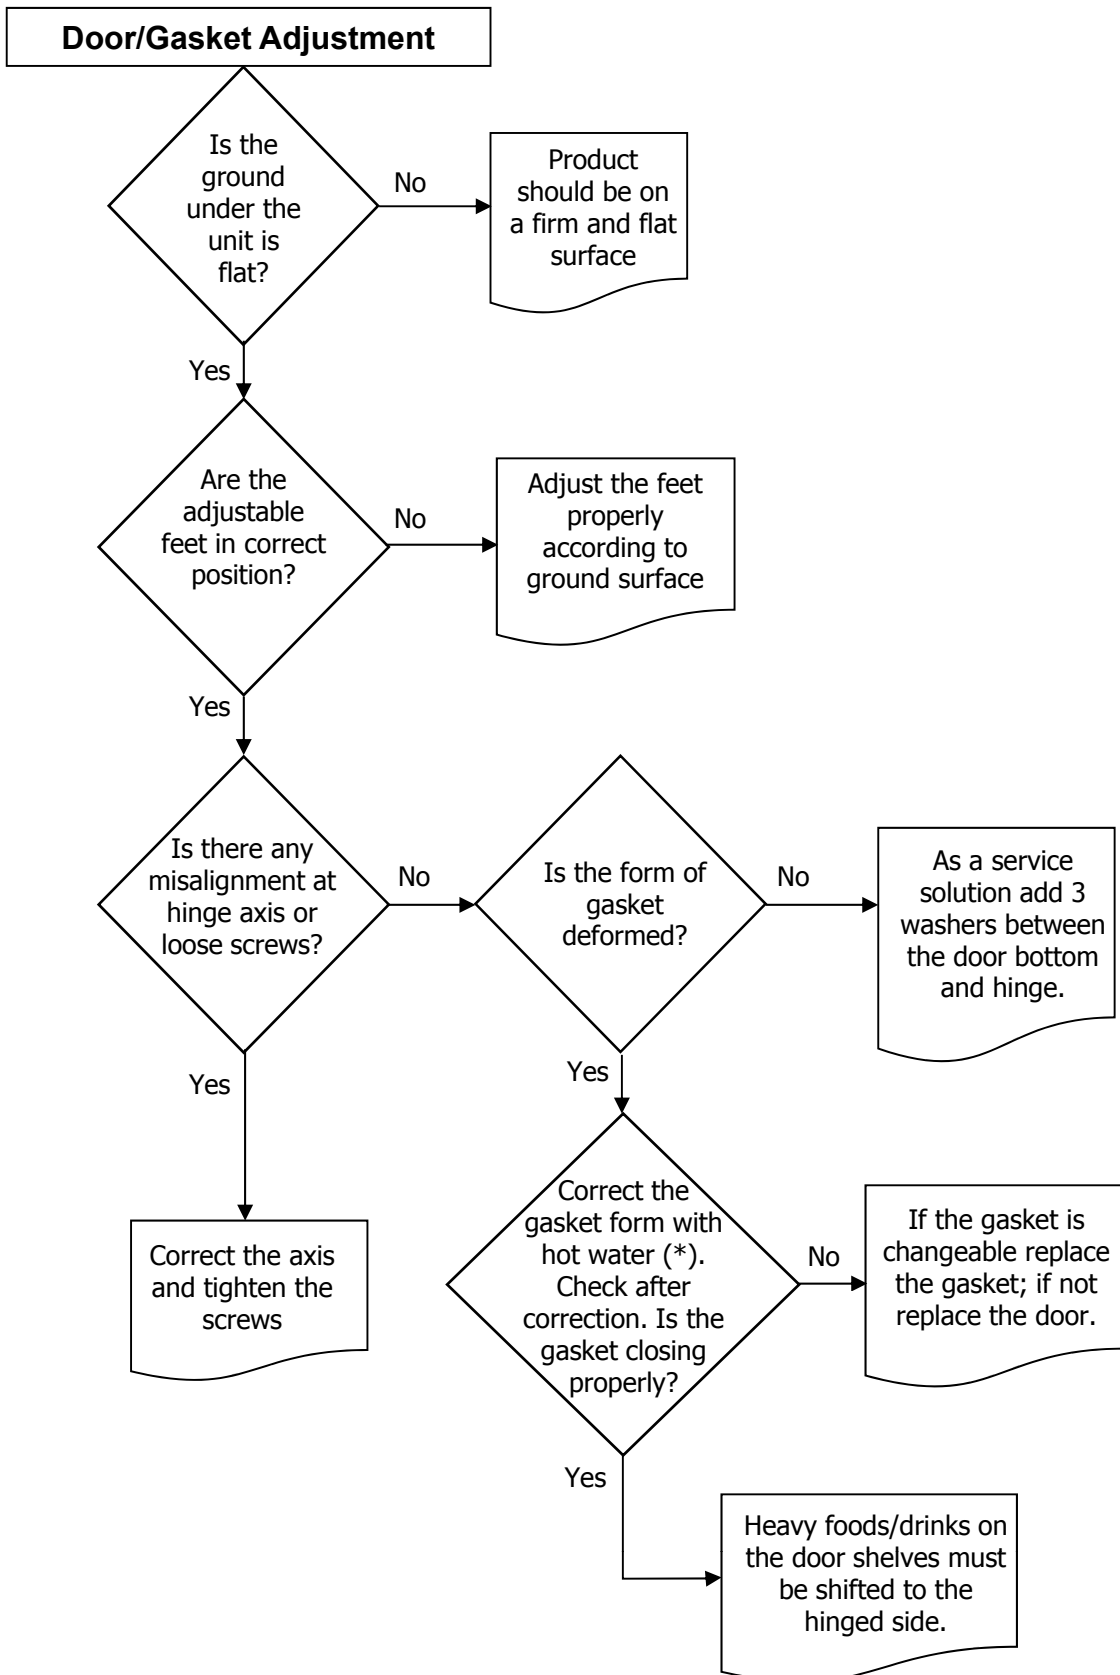 Door/Gasket Adjustment
Is the
ground
under the
unit is
flat?
No
Product
should be on
a firm and flat
surface
Yes
Are the
adjustable
feet in correct
position?
No
Adjust the feet
properly
according to
ground surface
Yes
Is there any
misalignment at
hinge axis or
loose screws?
No
Is the form of
gasket
deformed?
No
As a service
solution add 3
washers between
the door bottom
and hinge.
Yes
Yes
Correct the axis
and tighten the
screws
Correct the
gasket form with
hot water (*).
Check after
correction. Is the
gasket closing
properly?
No
If the gasket is
changeable replace
the gasket; if not
replace the door.
Yes
Heavy foods/drinks on
the door shelves must
be shifted to the
hinged side.